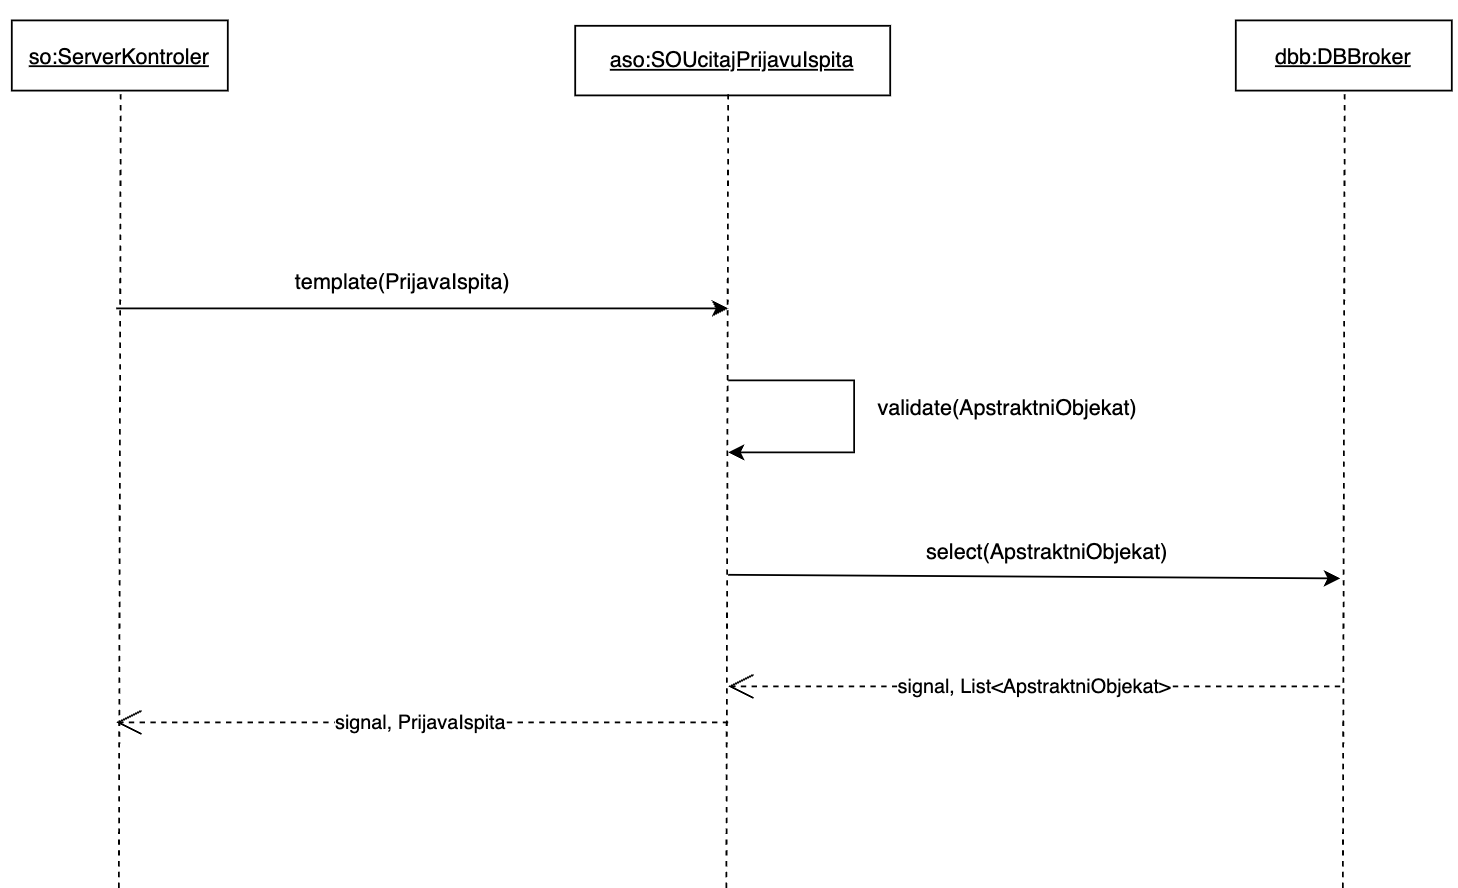 so:ServerKontroler
aso:SOUcitajPrijavuIspita
dbb:DBBroker
template(PrijavaIspita)
validate(ApstraktniObjekat)
select(ApstraktniObjekat)
signal, List<ApstraktniObjekat>
signal, PrijavaIspita